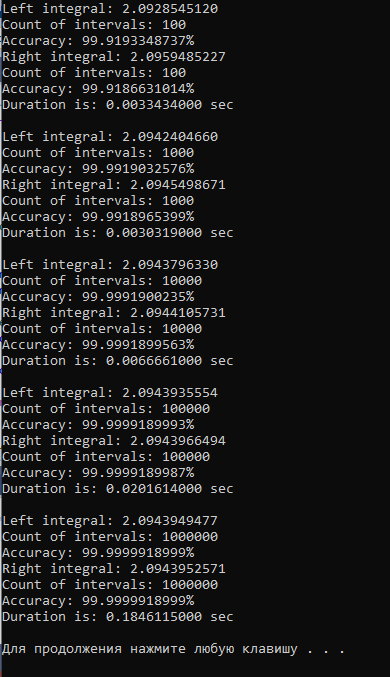 Left integral: 2.0928545120
Count of intervals: 100
Accuracy: 99.9193348737%
Right integral: 2.0959485227
Count of intervals: 100
Accuracy: 99.9186631014%
Duration is: 0.0033434000 sec
Left integral: 2.0942404660
Count of intervals: 1000
Accuracy: 99.9919032576%
Right integral: 2.0945498671
Count of intervals: 1000
Accuracy: 99.9918965399%
Duration is: 0.0030319000 sec
Left integral: 2.0943796330
Count of intervals: 10000
Accuracy: 99.9991900235%
Right integral: 2.0944105731
Count of intervals: 10000
Accuracy: 99.9991899563%
Duration is: 0.0066661000 sec
Left integral: 2.0943935554
Count of intervals: 100000
Accuracy: 99.9999189993%
Right integral: 2.0943966494
Count of intervals: 100000
Accuracy: 99.9999189987%
Duration is: 0.0201614000 sec
Left integral: 2.0943949477
Count of intervals: 1000000
Accuracy: 99.9999918999%
Right integral: 2.0943952571
Count of intervals: 1000000
Accuracy: 99.9999918999%
Duration is: 0.1846115000 sec
Для продолжения нажмите любую клавишу . . .